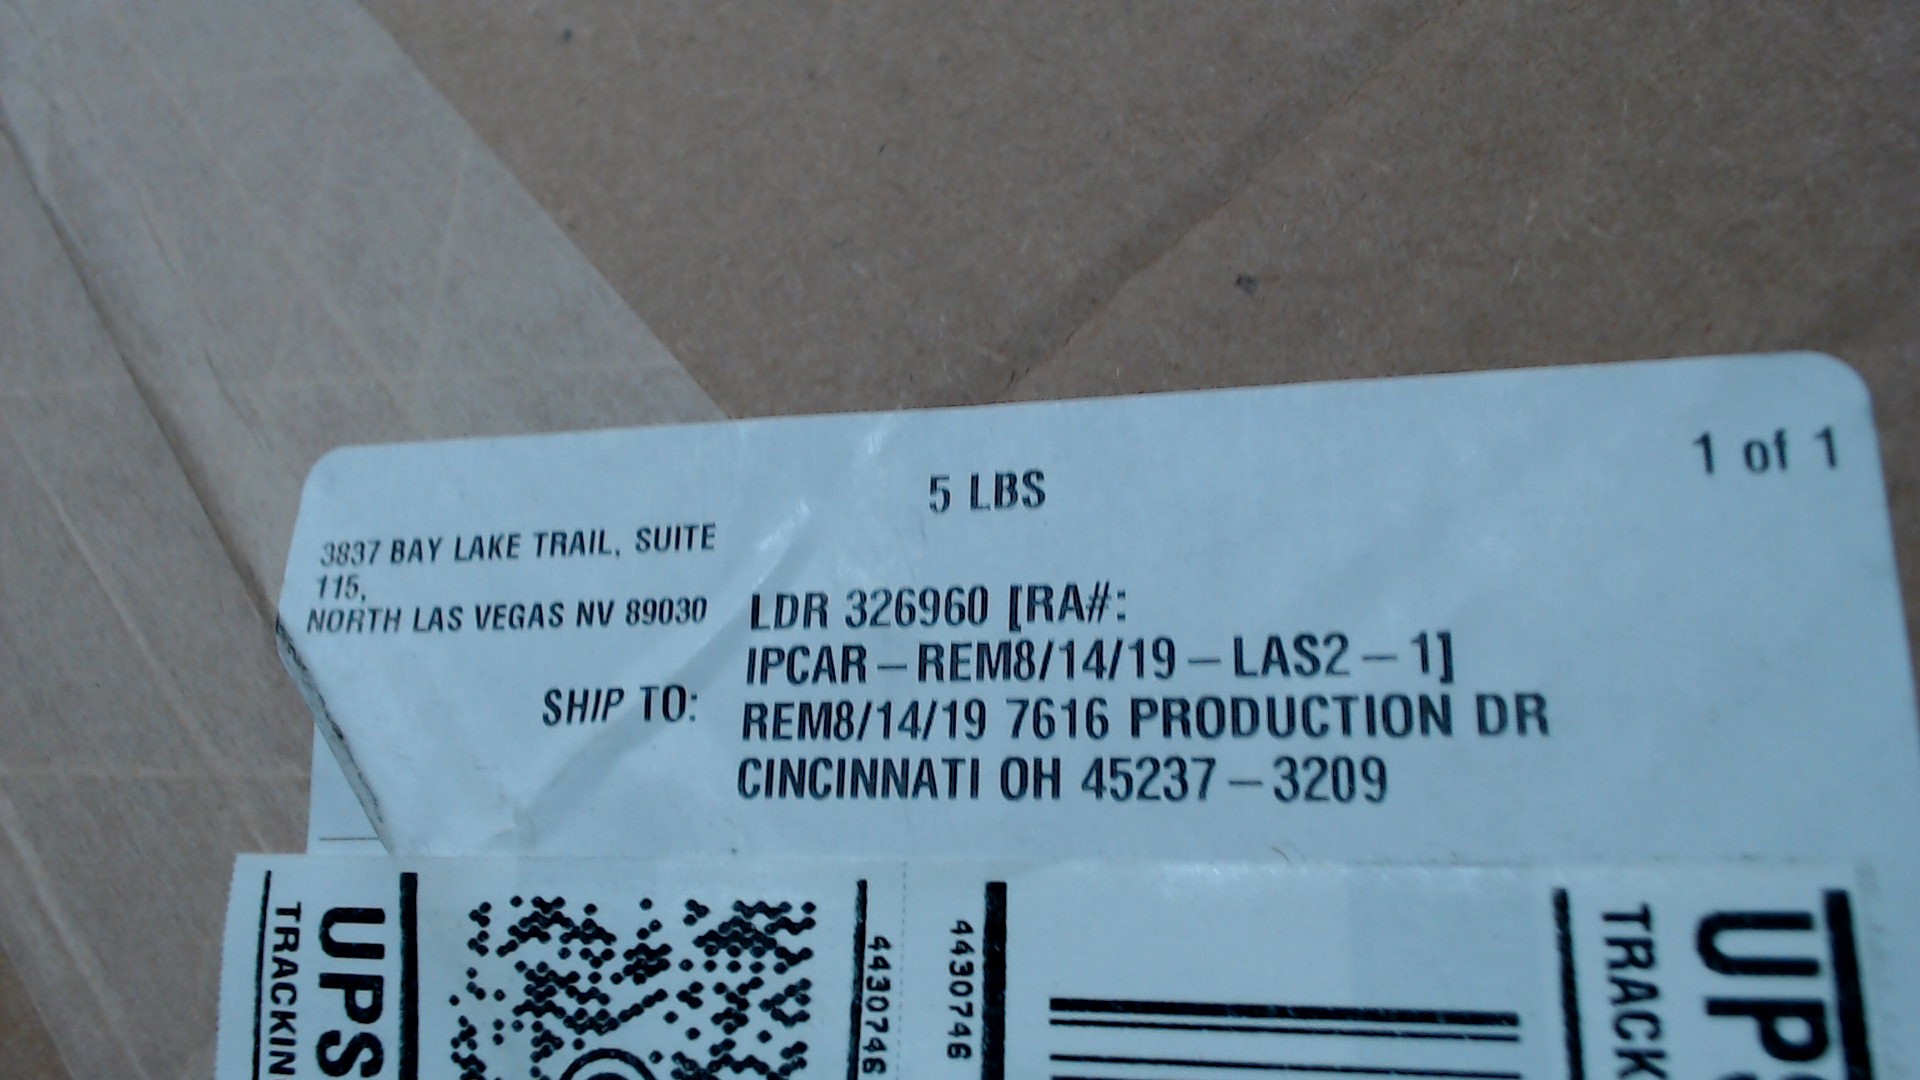 1 of 1
5 LBS
3837 BAY LAKE TRAIL, SUITE
115,
NORTH LAS VEGAS NV 89030
SHIP TO:
LDR 326960 [RA#:
IPCAR-REM8/14/19-LAS2-1]
REM8/14/19 7616 PRODUCTION DR
CINCINNATI OH 45237-3209
UPS
TRACKIN
4430746
4430746
UPS
TRACK